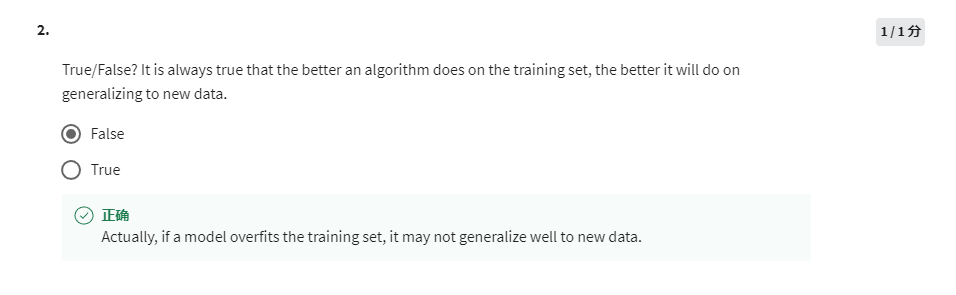 2.
1 / 1 分
True/False? It is always true that the better an algorithm does on the training set, the better it will do on
generalizing to new data.
False
True
正确
Actually, if a model overfits the training set, it may not generalize well to new data.